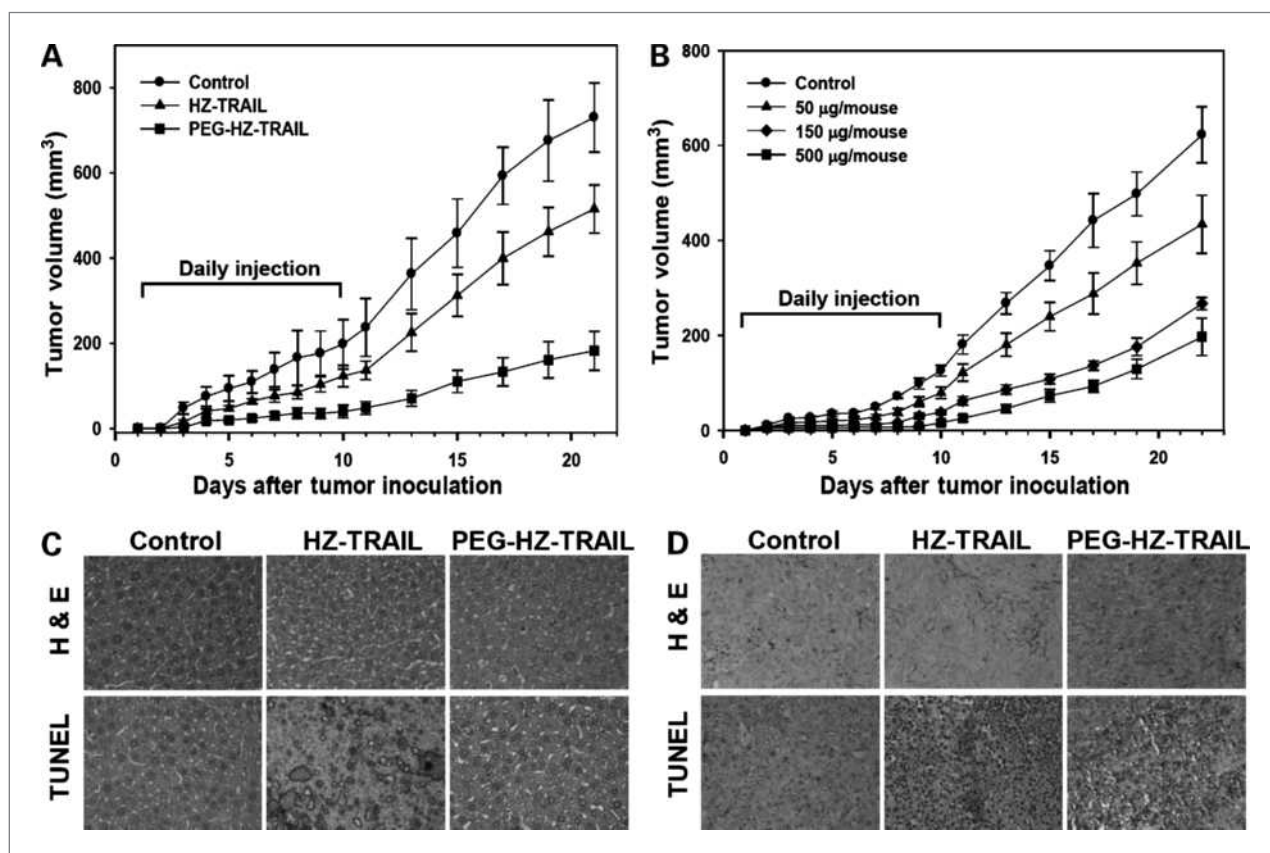 A
Control
HZ-TRAIL
PEG-HZ-TRAIL
Daily injection
Tumor volume (mm³)
800
600
400
200
0
0 5 10 15 20
Days after tumor inoculation
B
Control
50 µg/mouse
150 µg/mouse
500 µg/mouse
Daily injection
Tumor volume (mm³)
800
600
400
200
0
0 5 10 15 20
Days after tumor inoculation
C
Control HZ-TRAIL PEG-HZ-TRAIL
H & E
TUNEL
D
Control HZ-TRAIL PEG-HZ-TRAIL
H & E
TUNEL